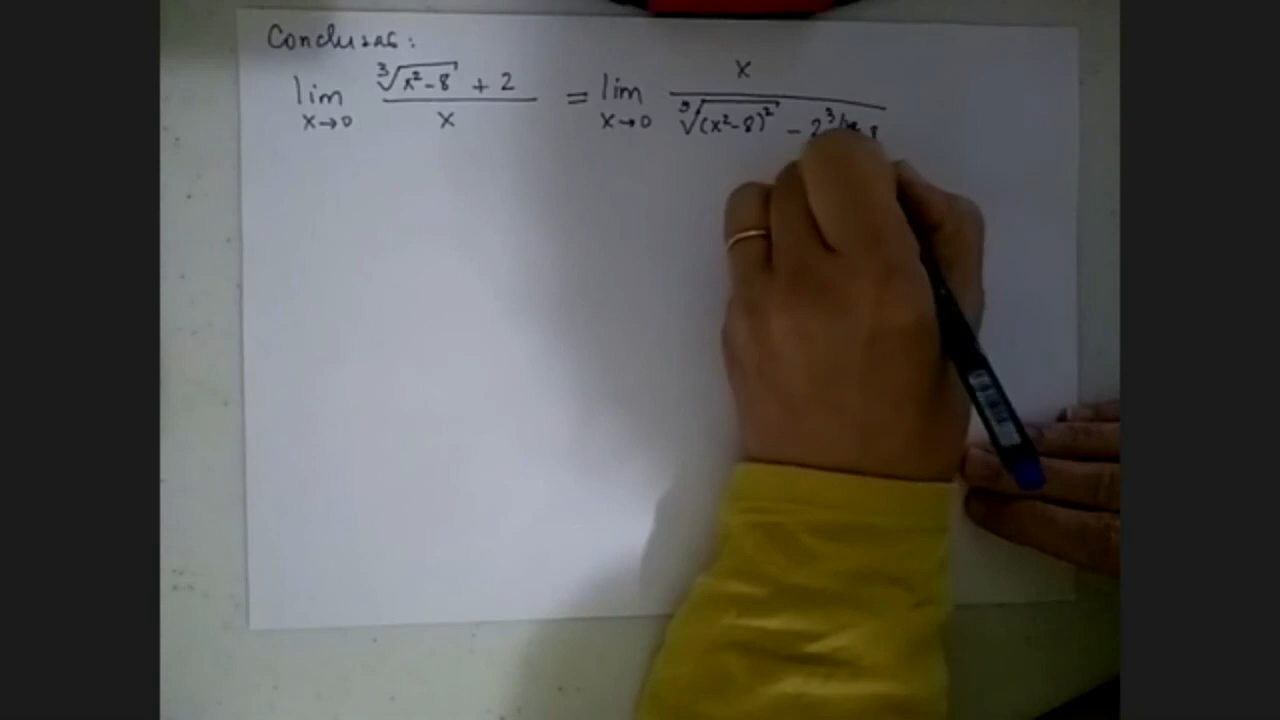 Conclusão:
lim x→0 ∛(x²-8) + 2 / x = lim x→0 x / ∛(x²-8)² - 2∛